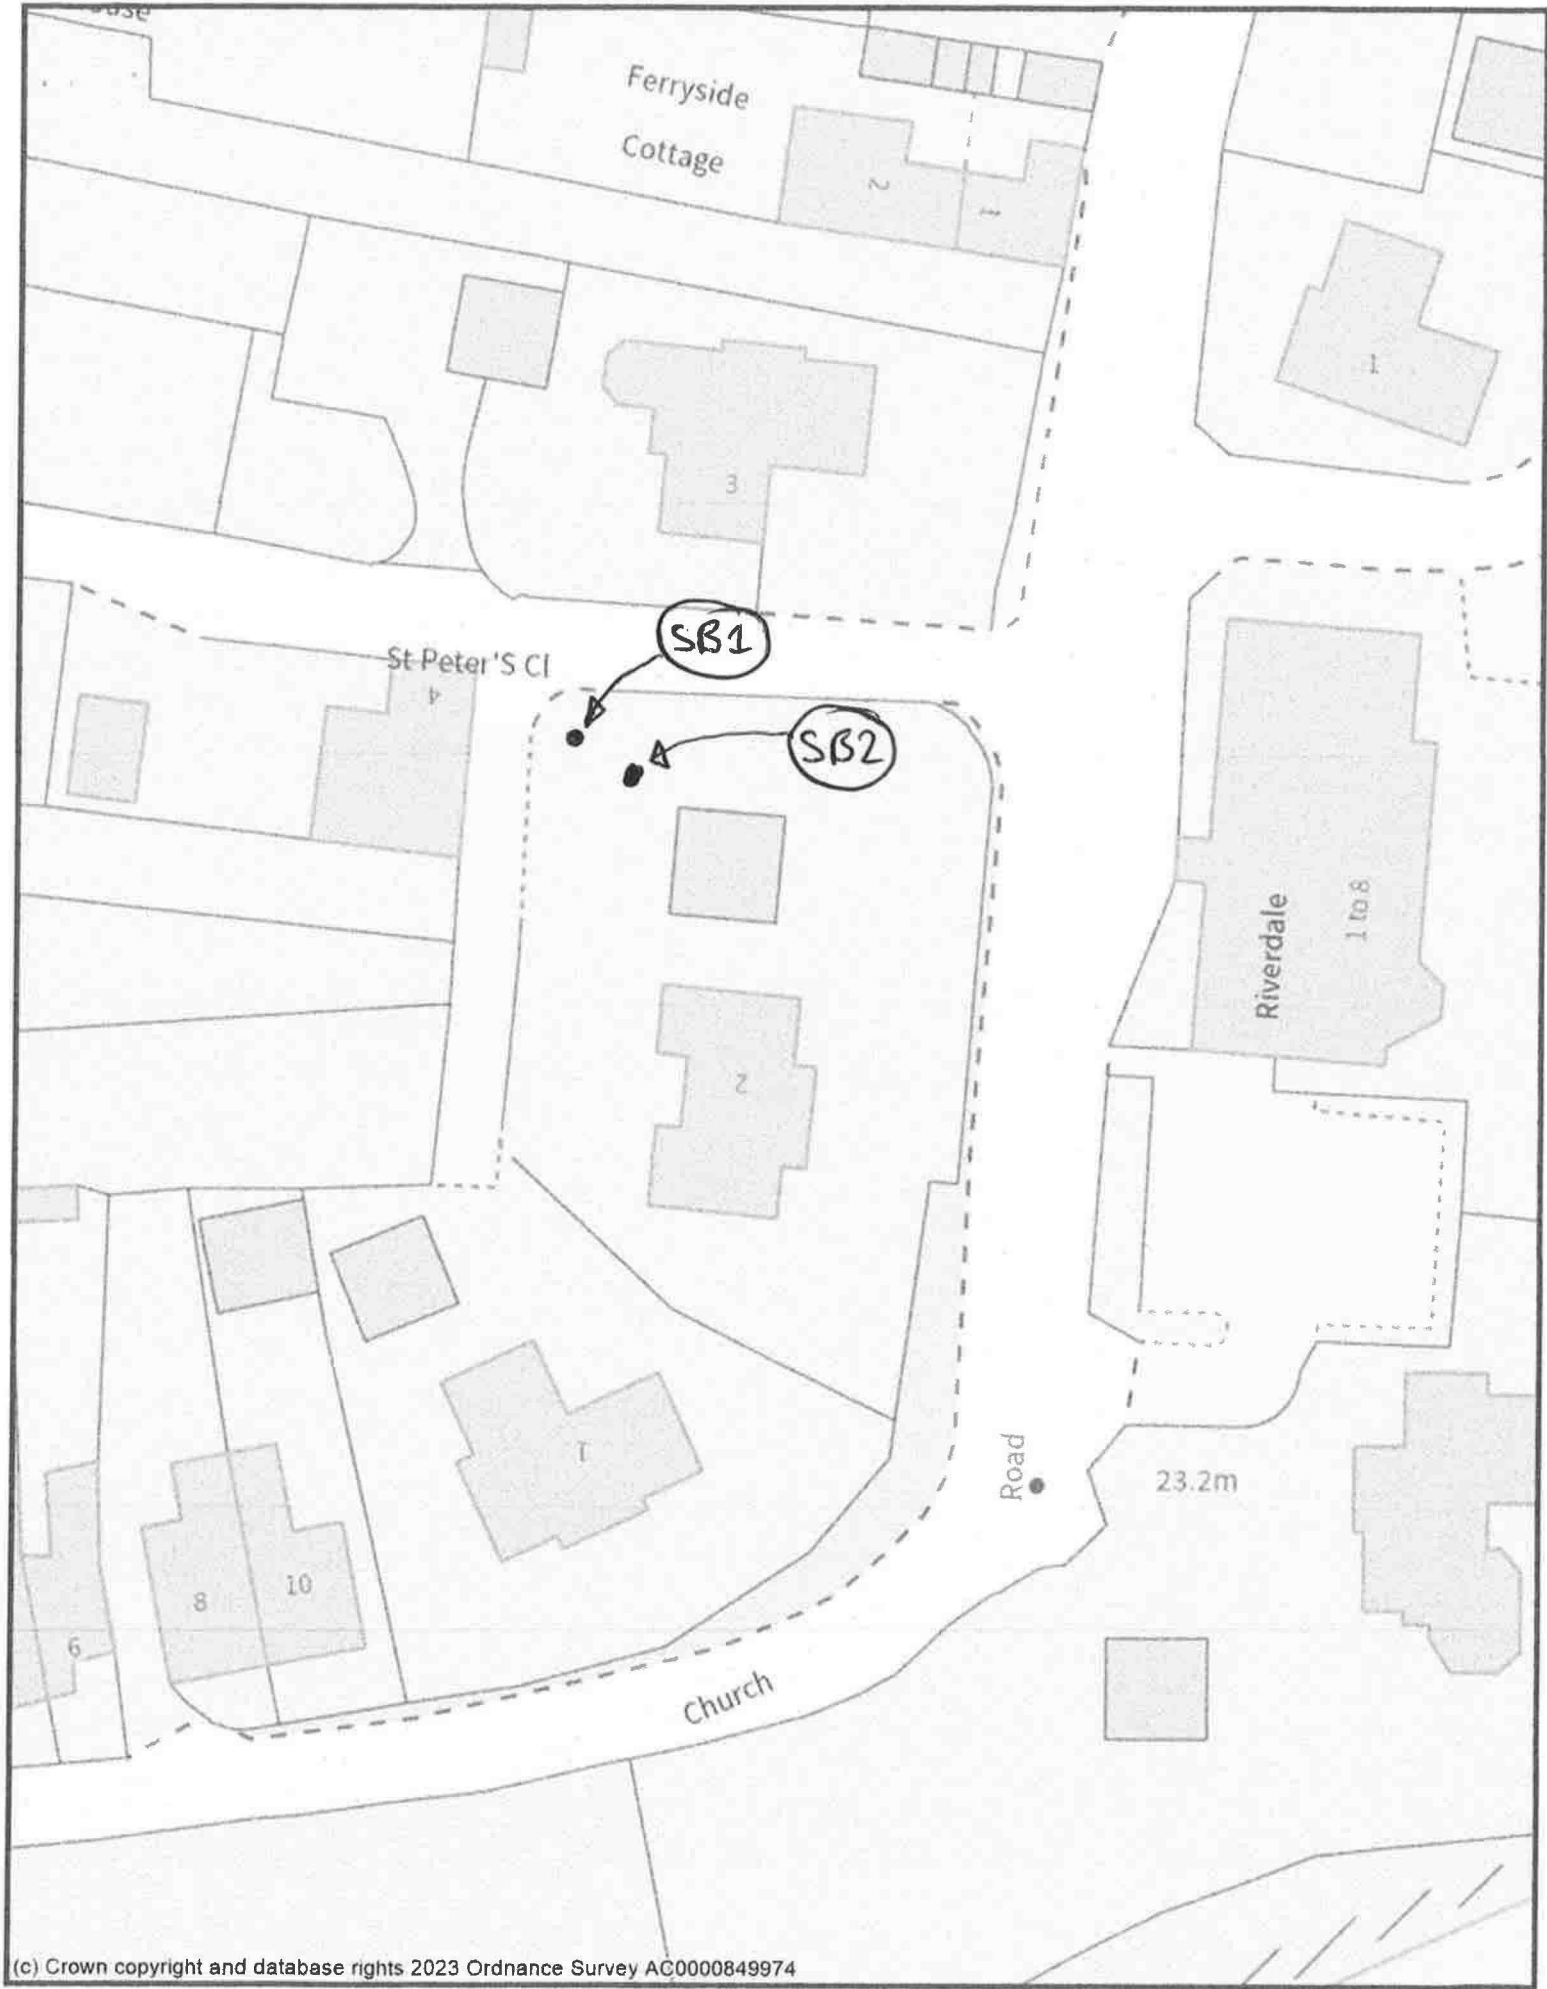 Ferryside
Cottage
2
1
1
3
SB1
St Peter'S Cl
4
SB2
Riverdale
1 to 8
2
1
Road
23.2m
8
10
6
Church
(c) Crown copyright and database rights 2023 Ordnance Survey AC0000849974